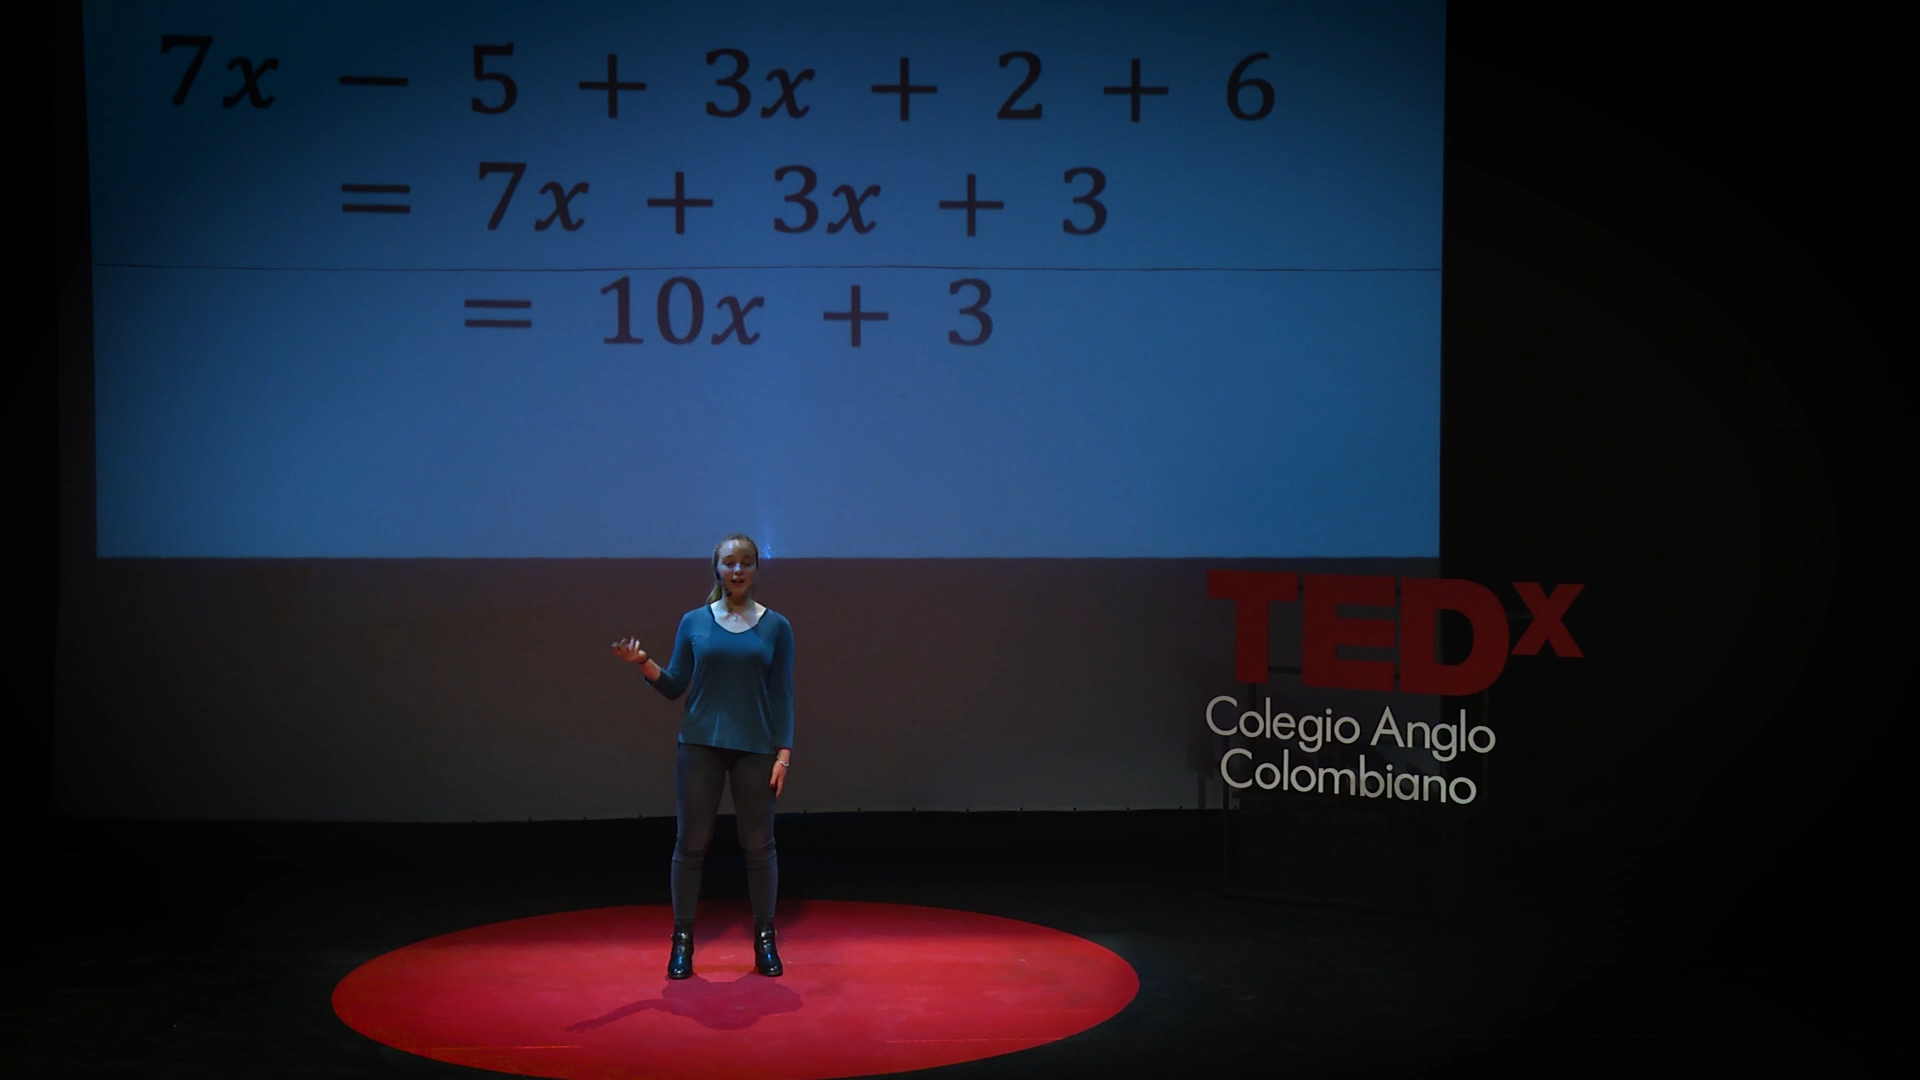 7x − 5 + 3x + 2 + 6
= 7x + 3x + 3
= 10x + 3
TEDx
Colegio Anglo
Colombiano